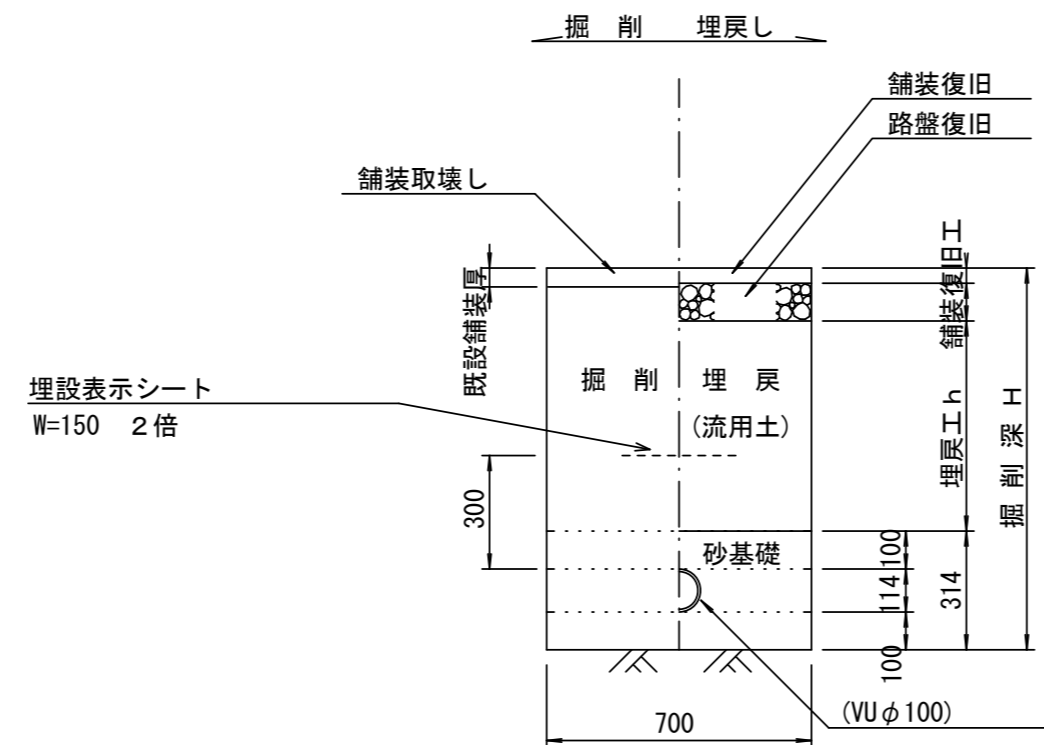 掘 削 埋戻し
舗装復旧
路盤復旧
舗装取壊し
既設舗装厚
舗装復旧工
埋設表示シート
W=150 2倍
掘 削 埋 戻
(流用土)
埋戻工h
掘 削 深 H
300
砂基礎
100
114
100
314
700
(VUφ100)